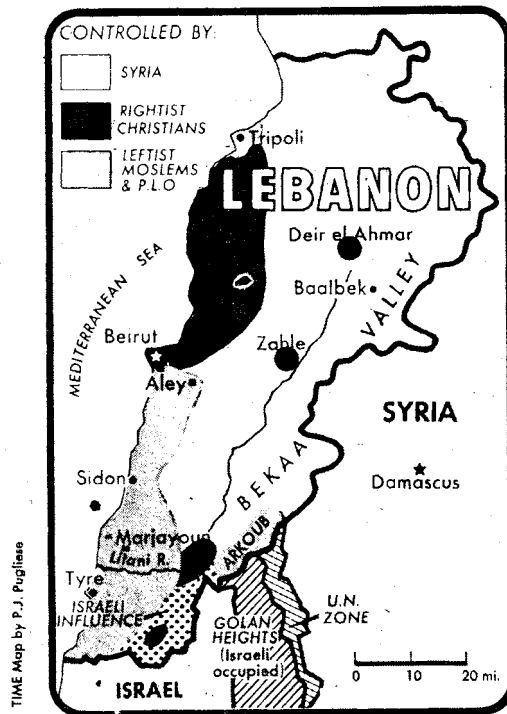 CONTROLLED BY:
SYRIA
RIGHTIST
CHRISTIANS
LEFTIST
MOSLEMS
& P.L.O
Tripoli
LEBANON
Deir el Ahmar
Baalbek
MEDITERRANEAN SEA
Beirut
Zahle
VALLEY
Aley
SYRIA
BEKAA
Damascus
Sidon
Marjayoun
Litani R.
ARKOUB
Tyre
ISRAELI
INFLUENCE
U.N.
ZONE
GOLAN
HEIGHTS
(Israeli
occupied)
ISRAEL
0 10 20 mi.
TIME Map by P.J. Pugliese